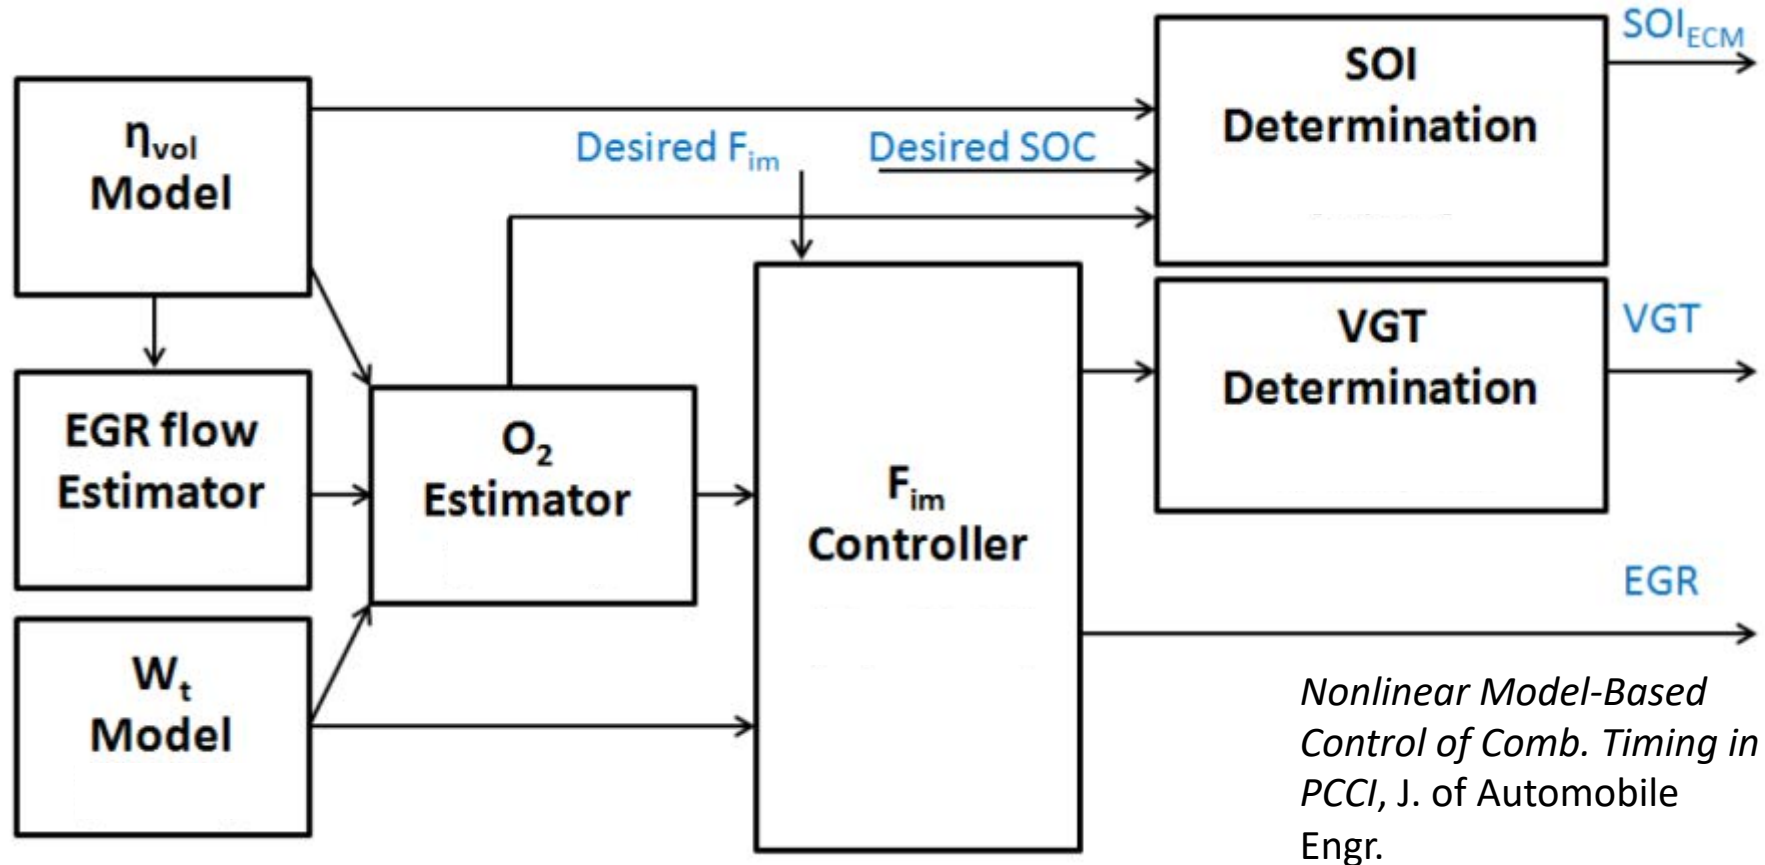 η_vol
Model
EGR flow
Estimator
W_t
Model
O_2
Estimator
Desired F_im
Desired SOC
F_im
Controller
SOI
Determination
VGT
Determination
SOI_ECM
VGT
EGR
Nonlinear Model-Based
Control of Comb. Timing in
PCCI, J. of Automobile
Engr.